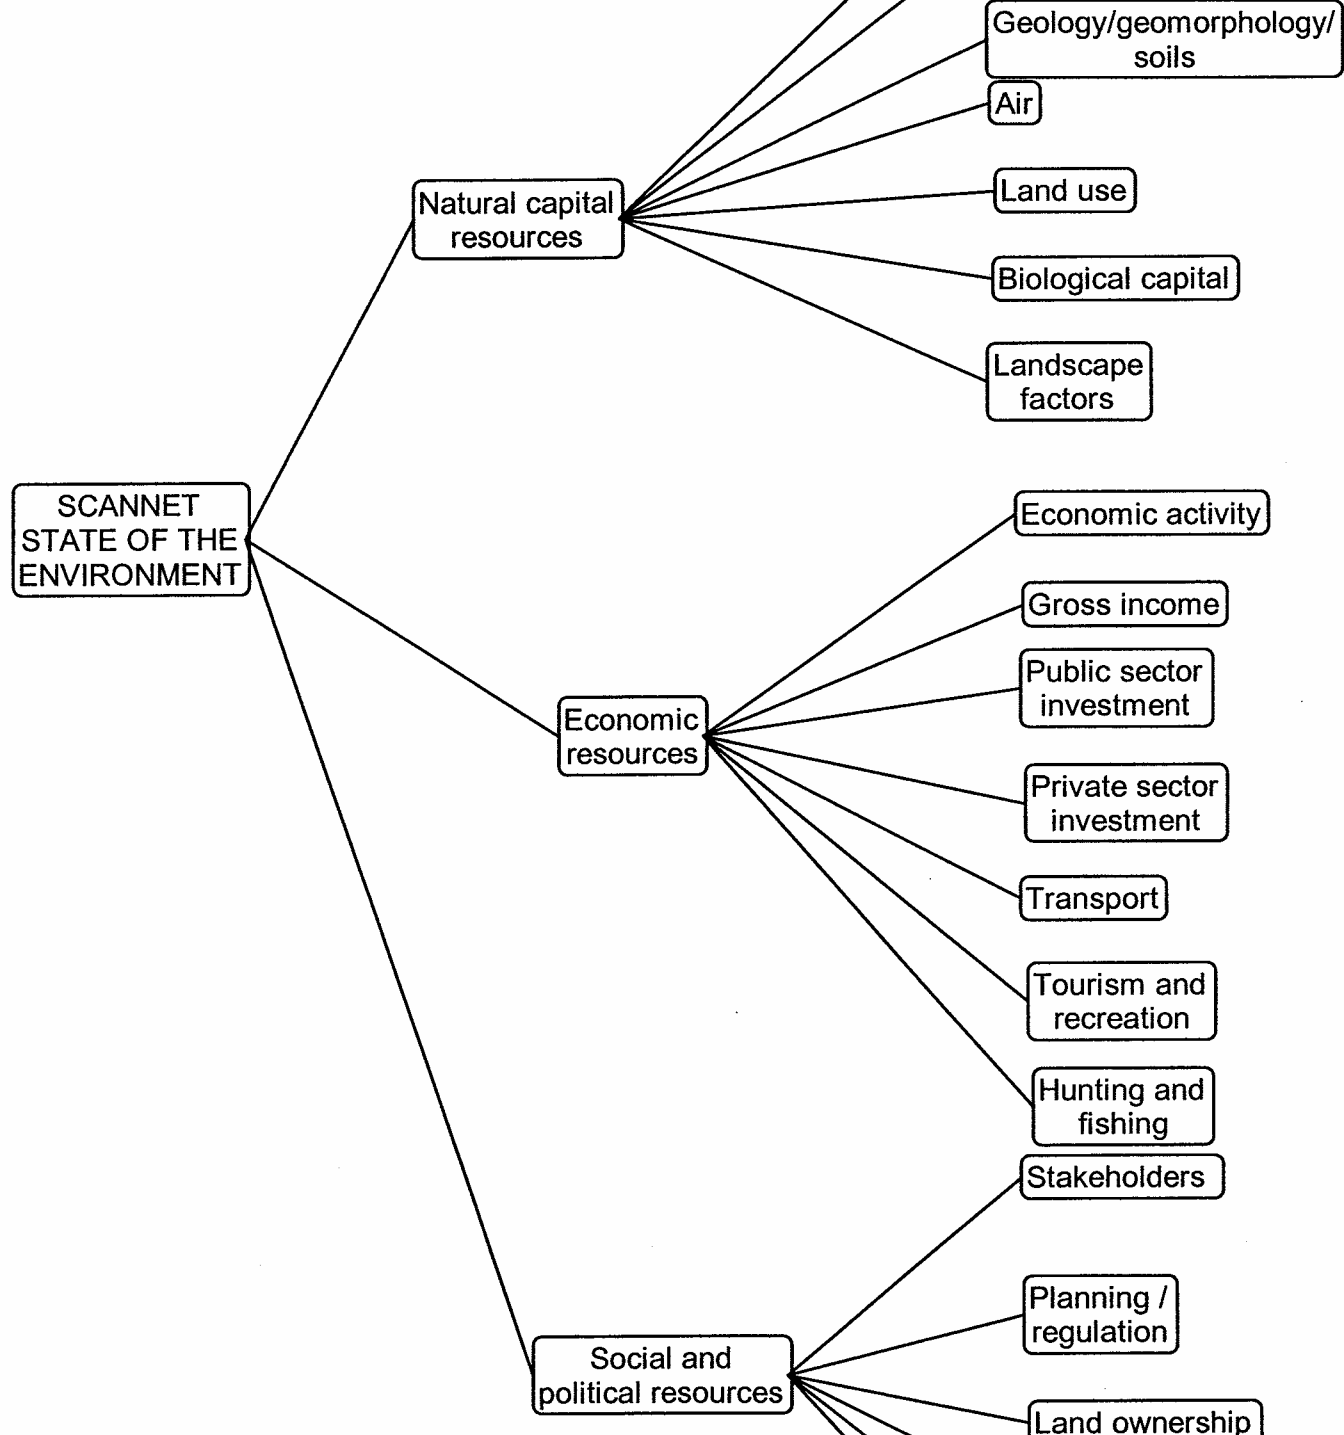 Geology/geomorphology/
soils
Air
Land use
Biological capital
Landscape
factors
Natural capital
resources
SCANNET
STATE OF THE
ENVIRONMENT
Economic activity
Gross income
Public sector
investment
Private sector
investment
Transport
Tourism and
recreation
Hunting and
fishing
Economic
resources
Stakeholders
Planning /
regulation
Land ownership
Social and
political resources